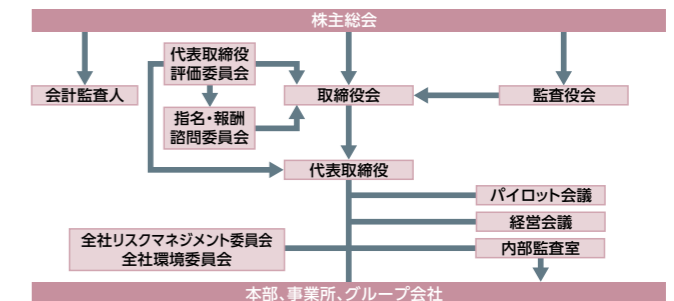 株主総会
代表取締役
評価委員会
会計監査人
取締役会
監査役会
指名・報酬
諮問委員会
代表取締役
パイロット会議
経営会議
全社リスクマネジメント委員会
全社環境委員会
内部監査室
本部、事業所、グループ会社